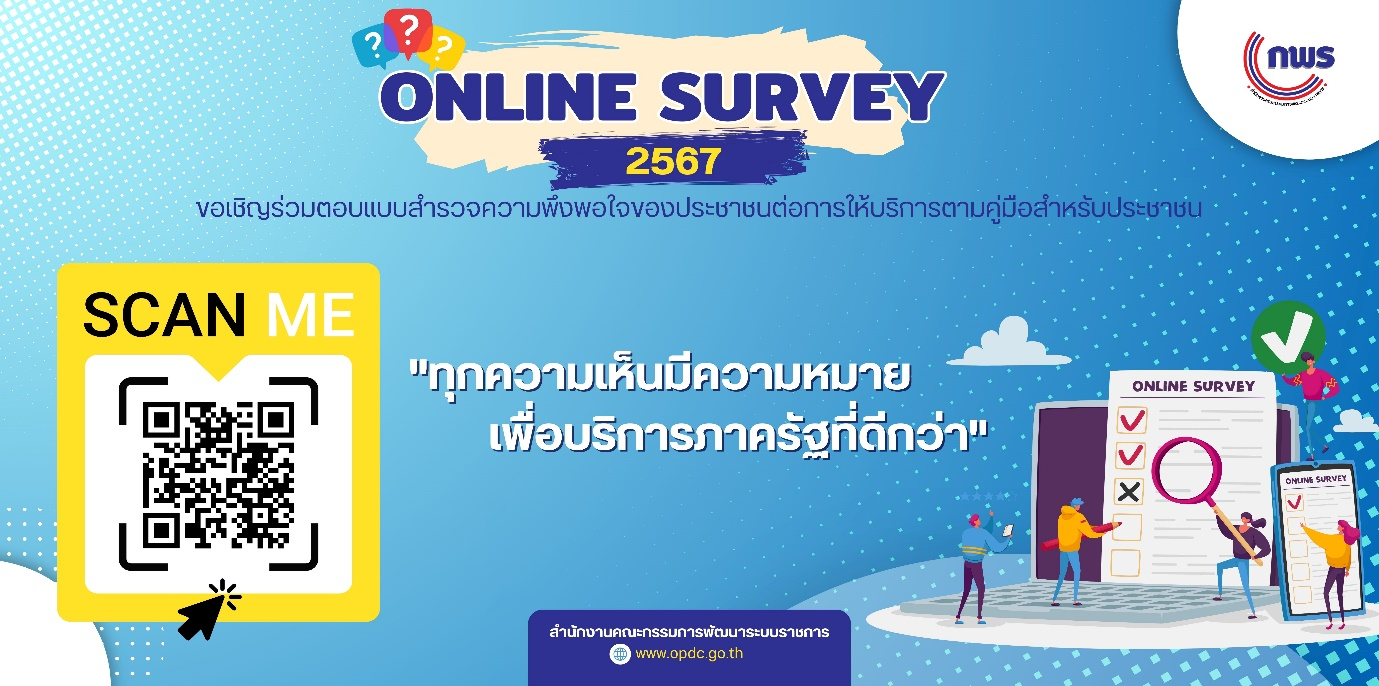 ONLINE SURVEY
2567
กพร
ขอเชิญร่วมตอบแบบสำรวจความพึงพอใจของประชาชนต่อการให้บริการตามคู่มือสำหรับประชาชน
SCAN ME
"ทุกความเห็นมีความหมาย
เพื่อบริการภาครัฐที่ดีกว่า"
ONLINE SURVEY
ONLINE SURVEY
สำนักงานคณะกรรมการพัฒนาระบบราชการ
www.opdc.go.th